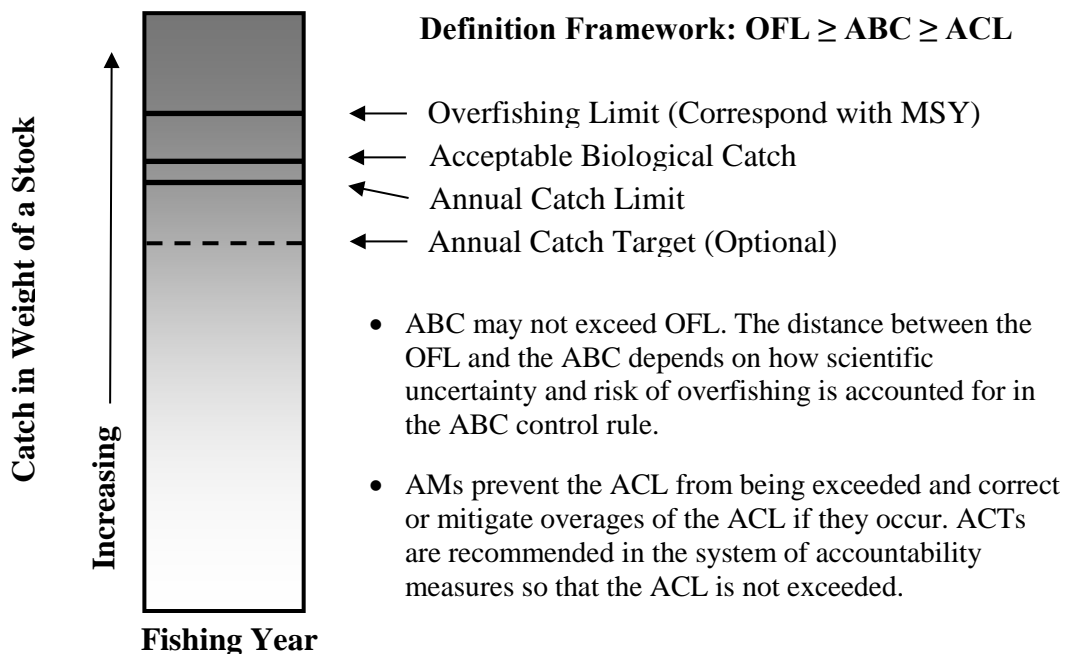 Definition Framework: OFL ≥ ABC ≥ ACL
Catch in Weight of a Stock
Increasing
Overfishing Limit (Correspond with MSY)
Acceptable Biological Catch
Annual Catch Limit
Annual Catch Target (Optional)
• ABC may not exceed OFL. The distance between the
OFL and the ABC depends on how scientific
uncertainty and risk of overfishing is accounted for in
the ABC control rule.
• AMs prevent the ACL from being exceeded and correct
or mitigate overages of the ACL if they occur. ACTs
are recommended in the system of accountability
measures so that the ACL is not exceeded.
Fishing Year